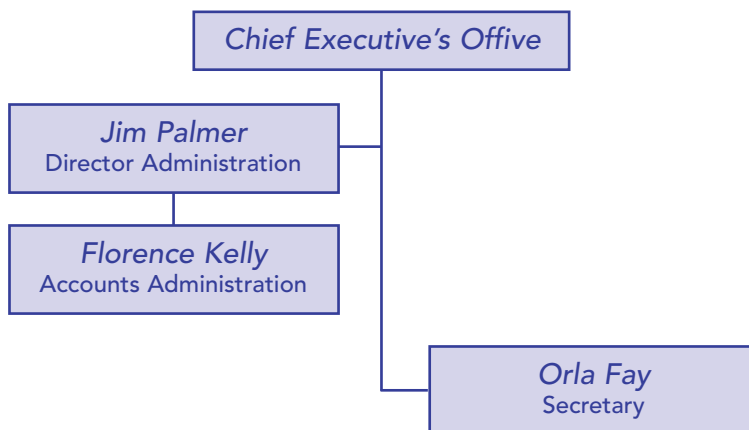 Chief Executive’s Offive
Jim Palmer
Director Administration
Florence Kelly
Accounts Administration
Orla Fay
Secretary